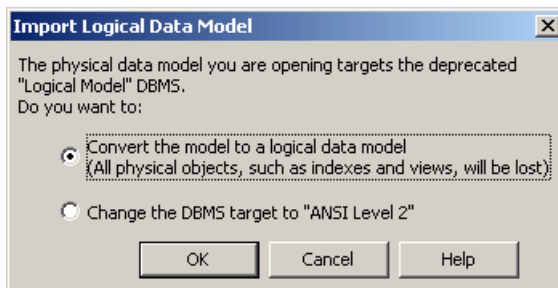 Import Logical Data Model
The physical data model you are opening targets the deprecated
"Logical Model" DBMS.
Do you want to:
Convert the model to a logical data model
(All physical objects, such as indexes and views, will be lost)
Change the DBMS target to "ANSI Level 2"
OK Cancel Help